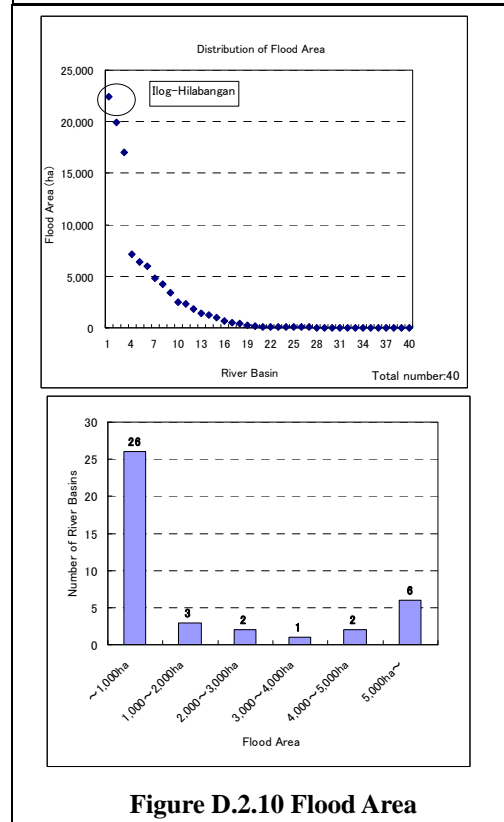 Distribution of Flood Area
25,000
20,000
15,000
10,000
5,000
0
Flood Area (ha)
Ilog-Hilabangan
1 4 7 10 13 16 19 22 25 28 31 34 37 40
River Basin
Total number:40
30
25
20
15
10
5
0
Number of River Basins
26
3
2
1
2
6
~1,000ha
1,000~2,000ha
2,000~3,000ha
3,000~4,000ha
4,000~5,000ha
5,000ha~
Flood Area
Figure D.2.10 Flood Area